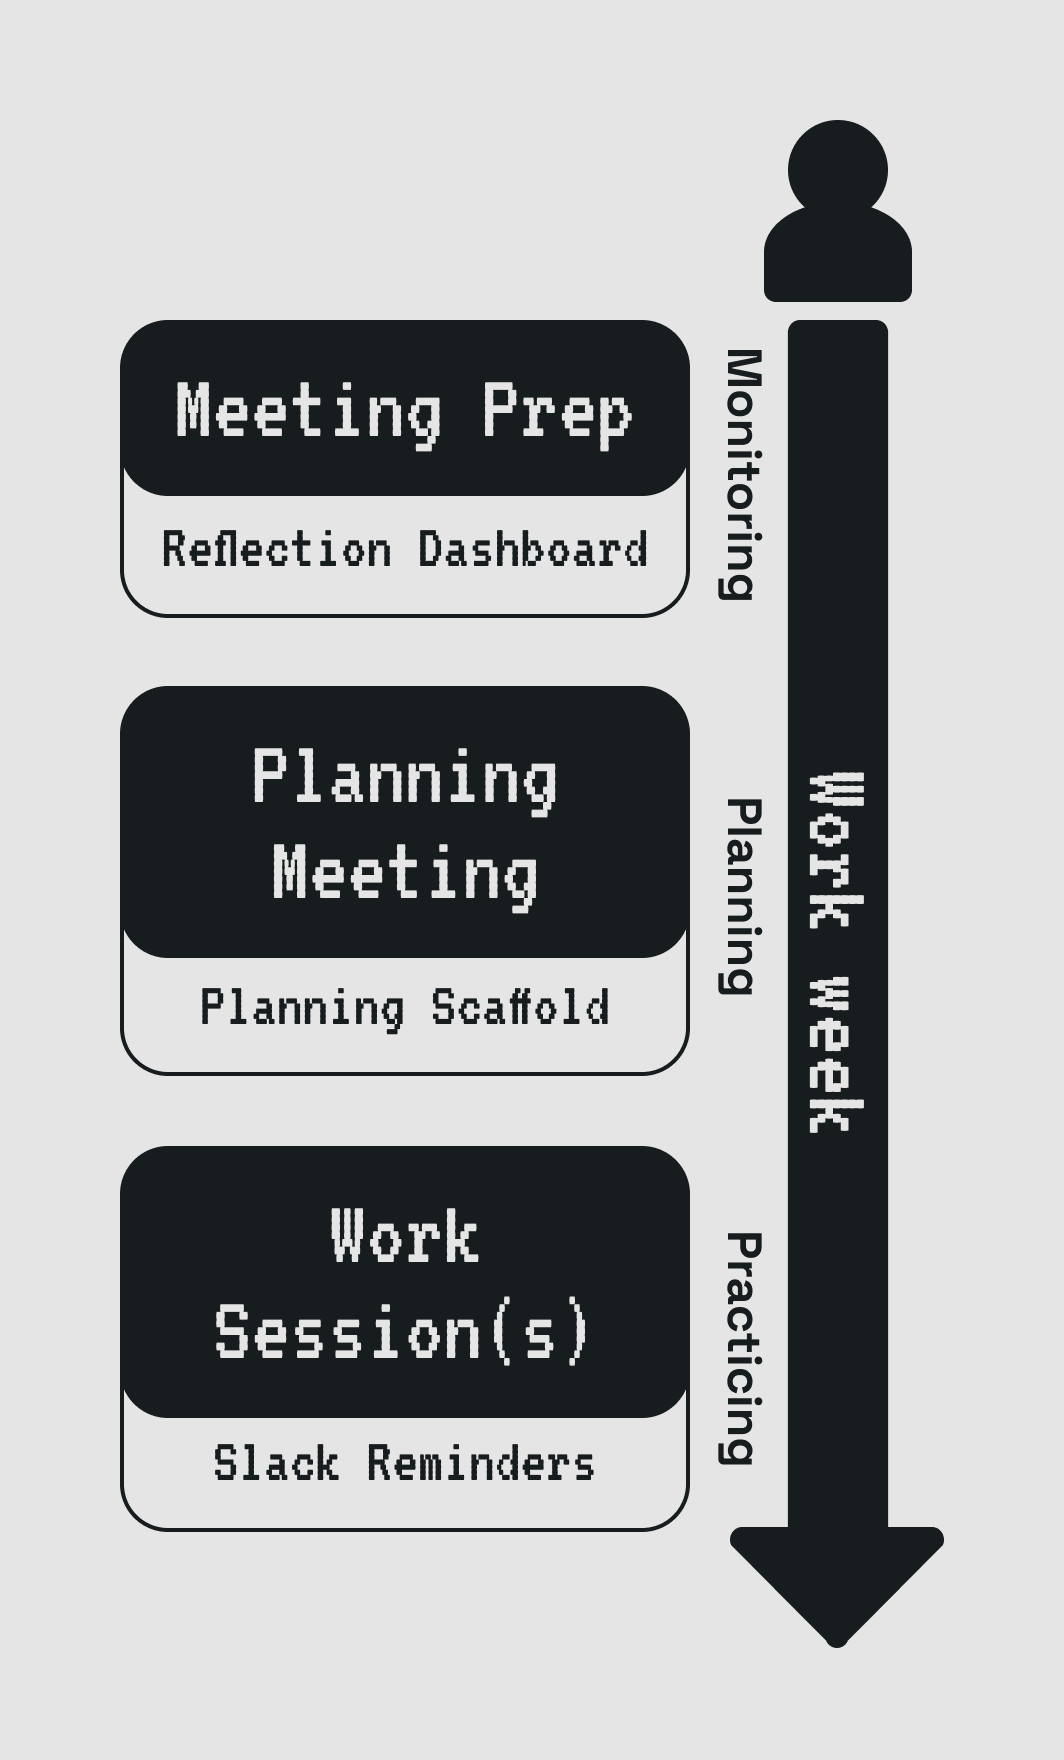 Meeting Prep
Reflection Dashboard
Monitoring
Planning
Meeting
Planning Scaffold
Planning
Work
Session(s)
Slack Reminders
Practicing
Work week